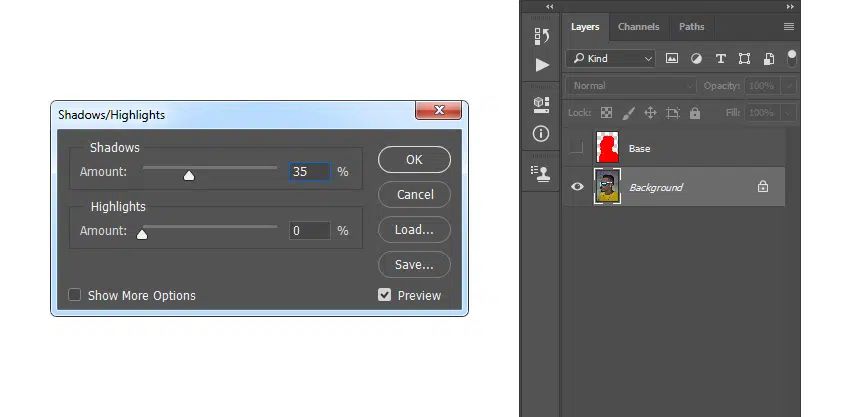 Shadows/Highlights
Shadows
Amount: 35 %
Highlights
Amount: 0 %
Show More Options
OK
Cancel
Load...
Save...
Preview
Layers Channels Paths
Kind
Normal Opacity: 100%
Lock: Fill: 100%
Base
Background